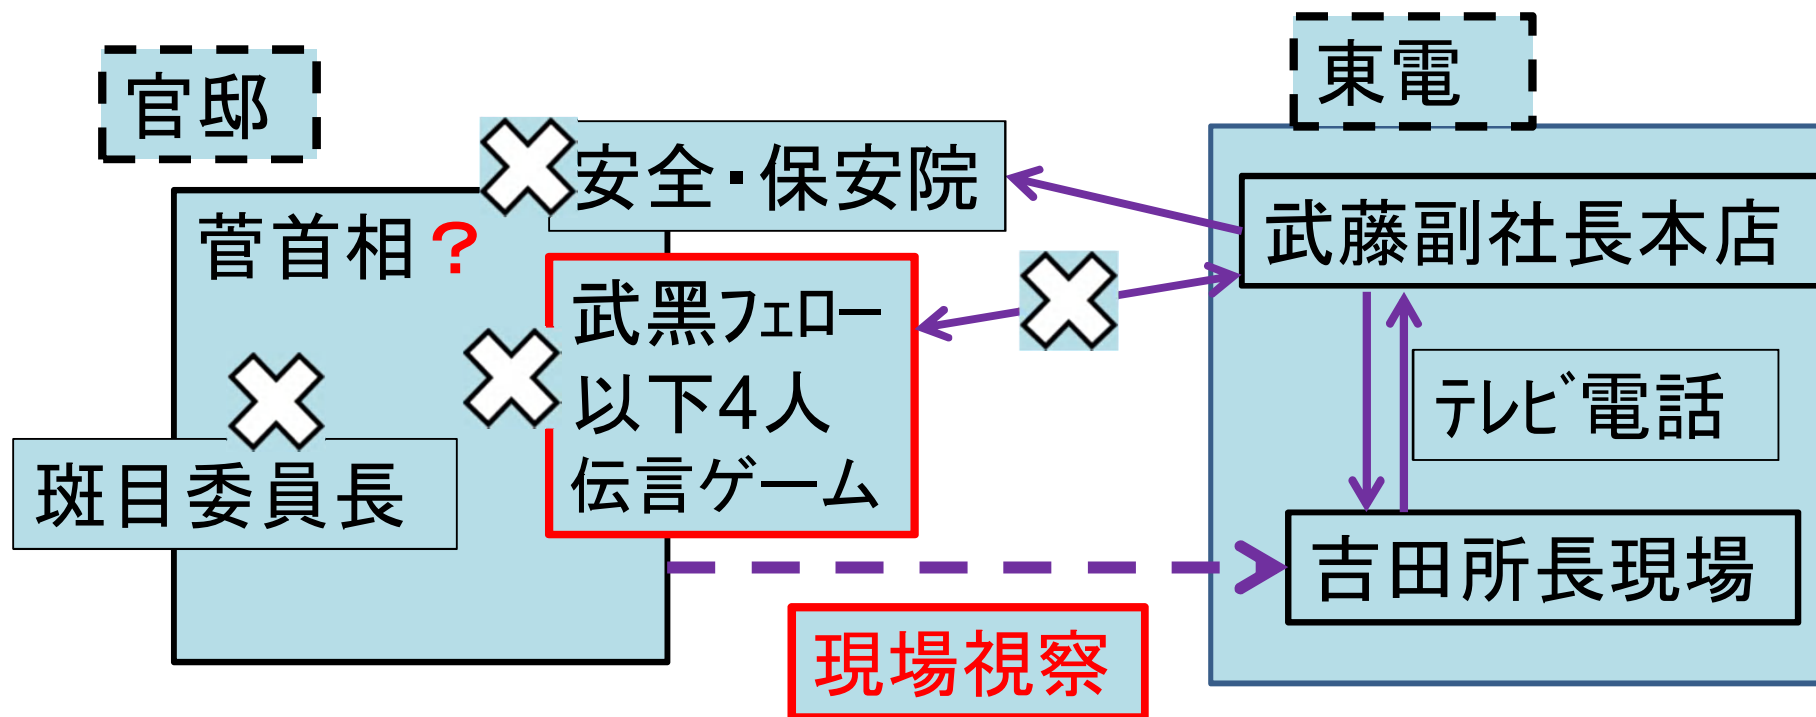 官邸
東電
安全・保安院
菅首相？
武藤副社長本店
武黒フェロー
以下4人
伝言ゲーム
テレビ電話
斑目委員長
吉田所長現場
現場視察